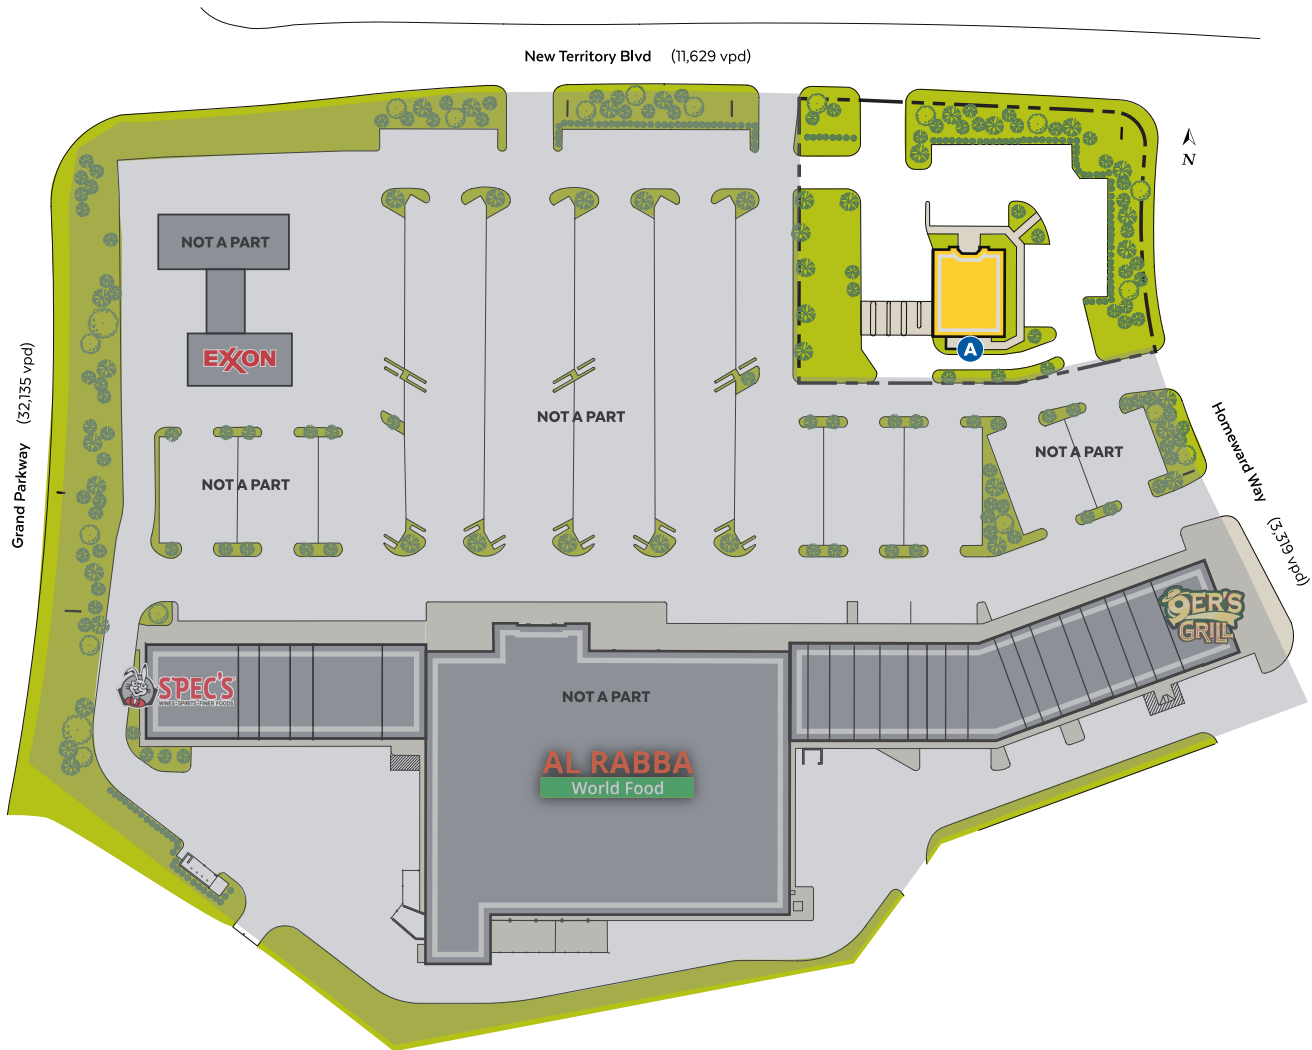 New Territory Blvd (11,629 vpd)
N
NOT A PART
EXXON
A
Grand Parkway (32,135 vpd)
NOT A PART
NOT A PART
NOT A PART
Homeward Way (3,319 vpd)
9ER'S
GRILL
SPEC'S
WINES • SPIRITS • FINER FOODS
NOT A PART
AL RABBA
World Food